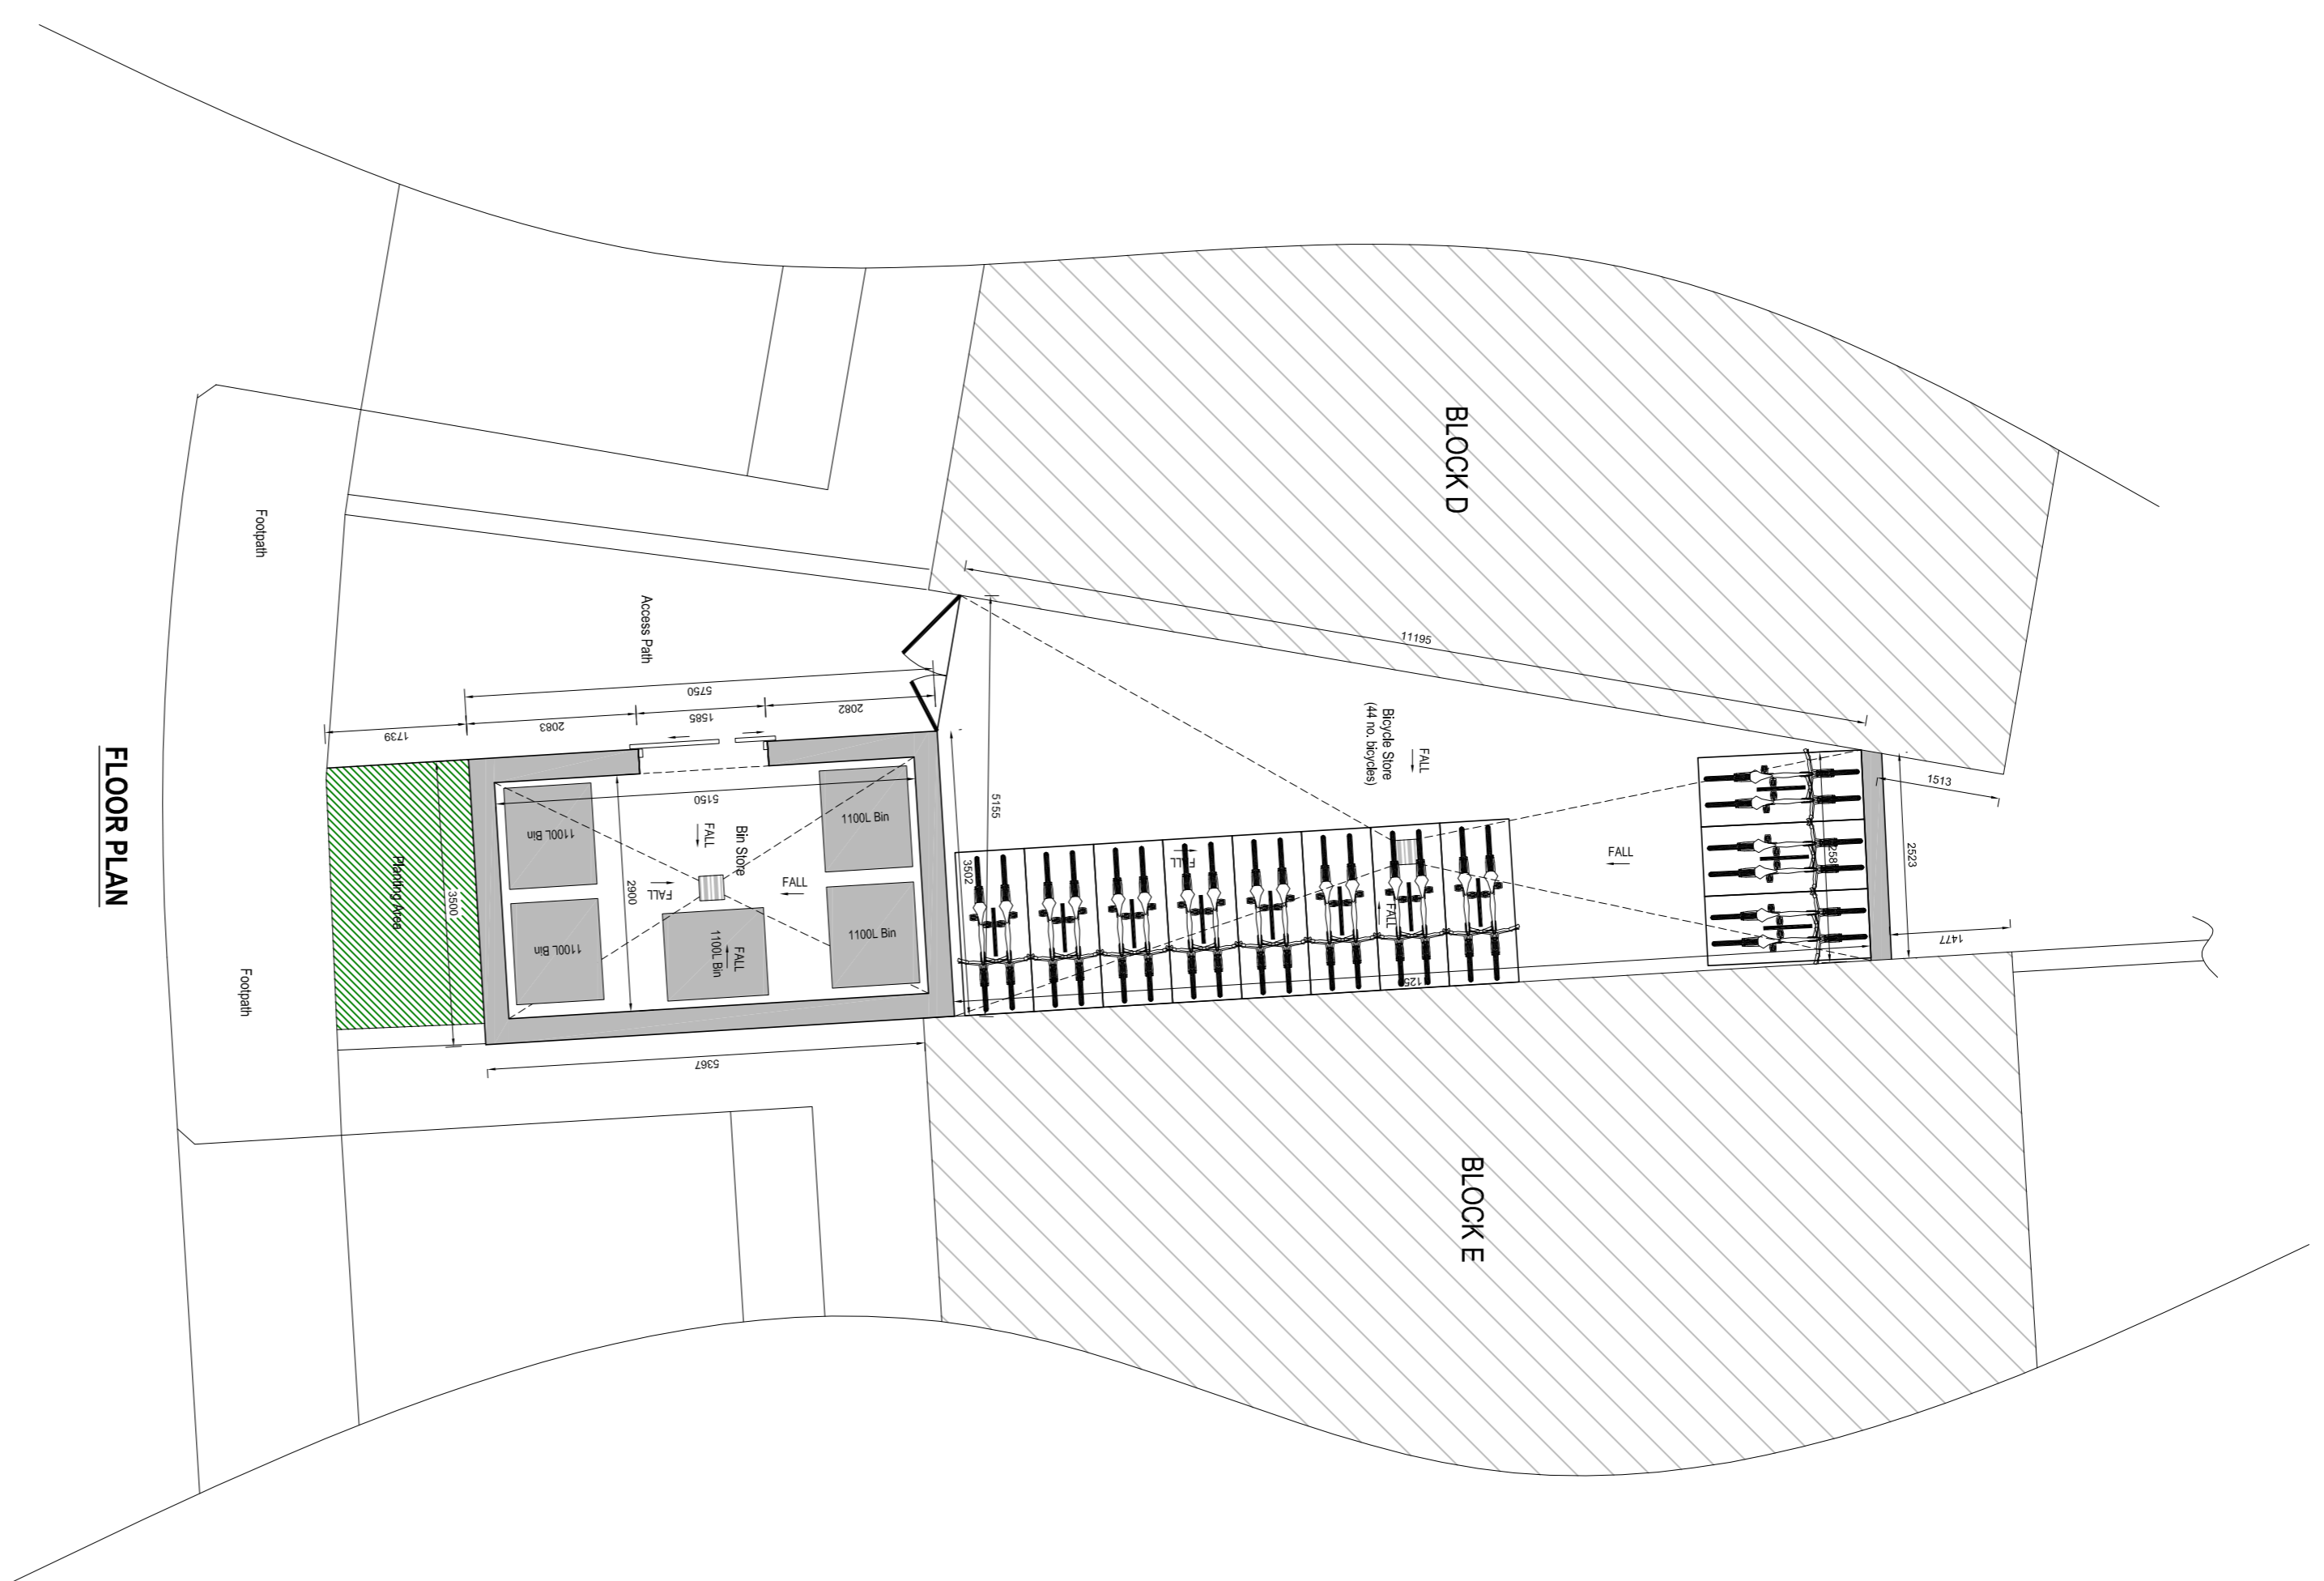 FLOOR PLAN
Footpath
Footpath
Access Path
Planting Area
BLOCK D
BLOCK E
Bicycle Store
(44 no. bicycles)
Bin Store
1100L Bin
1100L Bin
1100L Bin
1100L Bin
1100L Bin
FALL
FALL
FALL
FALL
FALL
FALL
FALL
FALL
11195
1513
2523
1477
5155
3502
5750
2082
1585
2083
1739
5150
2900
3500
5367